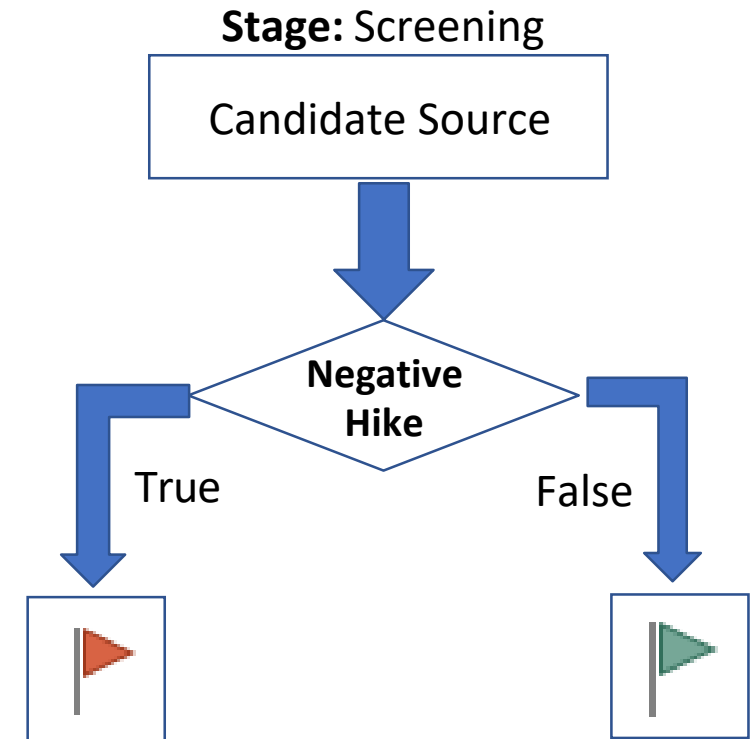 Stage: Screening
Candidate Source
Negative
Hike
True
False